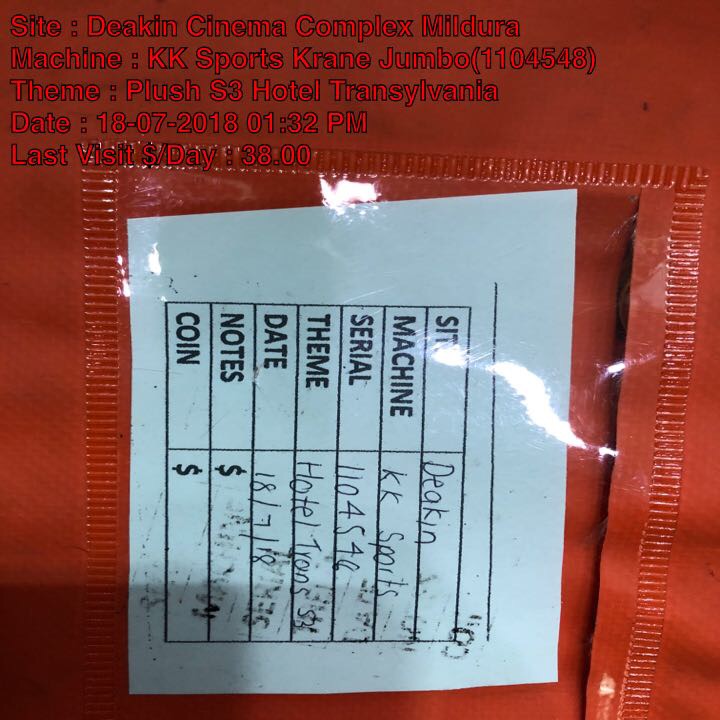 Site : Deakin Cinema Complex Mildura
Machine : KK Sports Krane Jumbo(1104548)
Theme : Plush S3 Hotel Transylvania
Date : 18-07-2018 01:32 PM
Last Visit $/Day : 38.00
SIT Deakin
MACHINE KK Sports
SERIAL 1104548
THEME Hotel Trans S3
DATE 18/7/18
NOTES $
COIN $